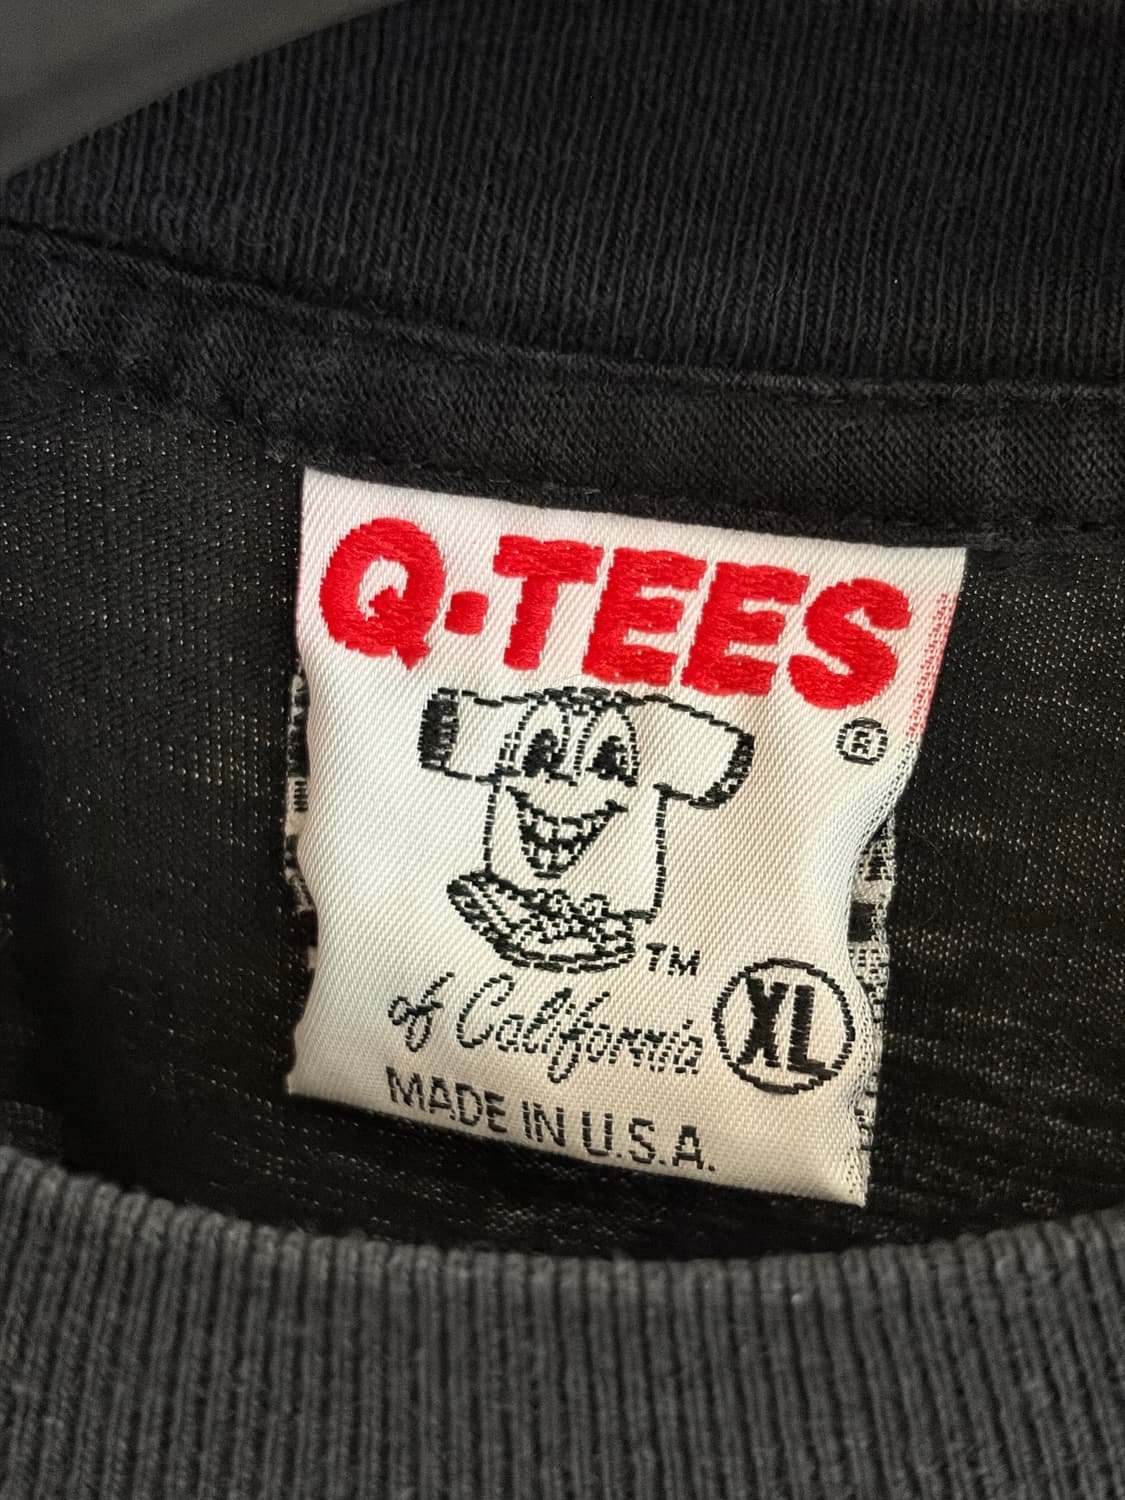 Q-TEES
®
TM
of California
XL
MADE IN U.S.A.